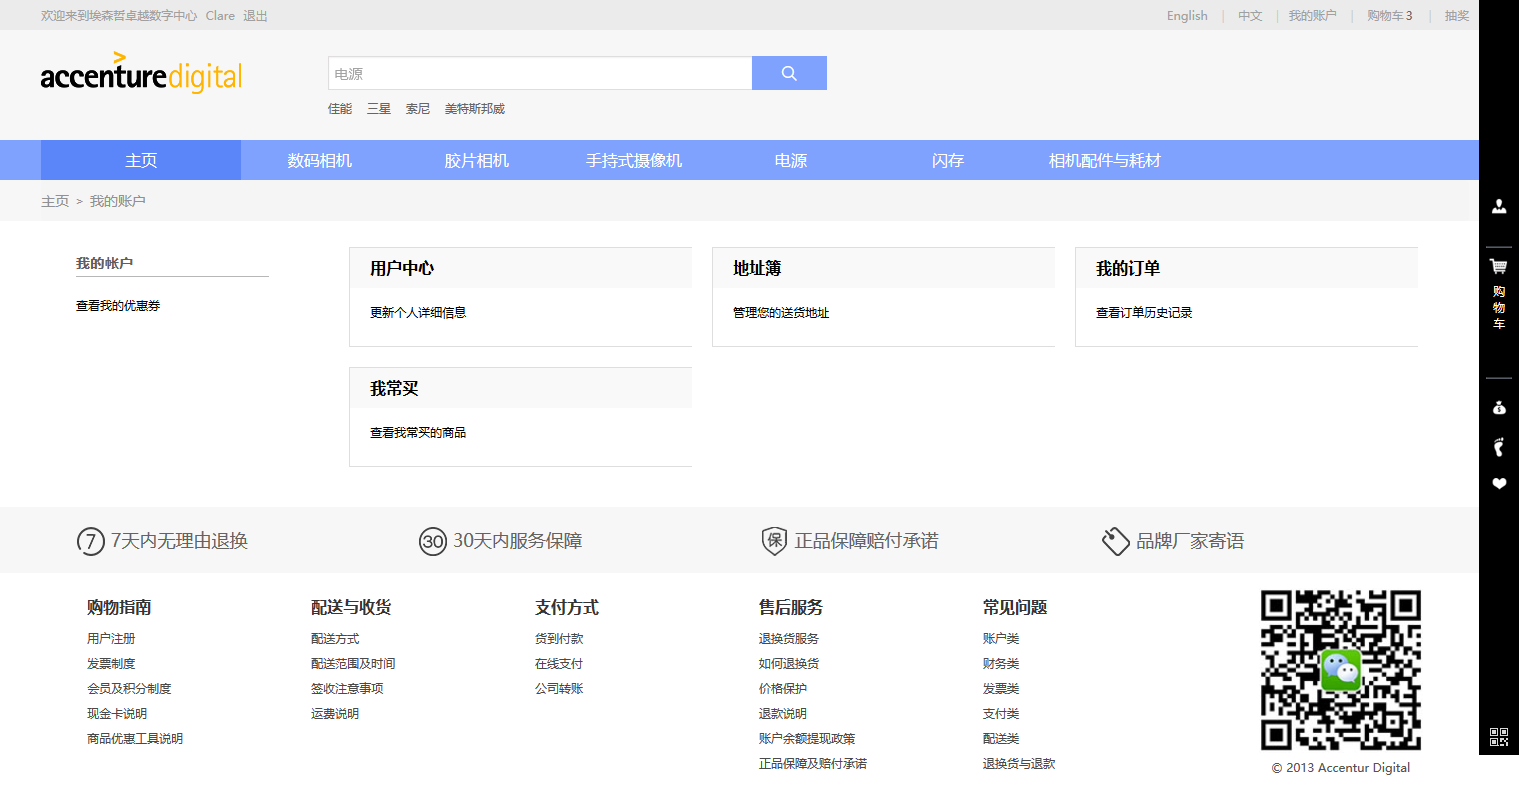 欢迎来到埃森哲卓越数字中心 Clare 退出
English | 中文 | 我的账户 | 购物车 3 | 抽奖
accenturedigital
电源
佳能 三星 索尼 美特斯邦威
主页 数码相机 胶片相机 手持式摄像机 电源 闪存 相机配件与耗材
主页 > 我的账户
我的帐户
查看我的优惠券
用户中心
更新个人详细信息
地址簿
管理您的送货地址
我的订单
查看订单历史记录
我常买
查看我常买的商品
购物车
7 7天内无理由退换
30 30天内服务保障
保 正品保障赔付承诺
品牌厂家寄语
购物指南
用户注册
发票制度
会员及积分制度
现金卡说明
商品优惠工具说明
配送与收货
配送方式
配送范围及时间
签收注意事项
运费说明
支付方式
货到付款
在线支付
公司转账
售后服务
退换货服务
如何退换货
价格保护
退款说明
账户余额提现政策
正品保障及赔付承诺
常见问题
账户类
财务类
发票类
支付类
配送类
退换货与退款
© 2013 Accentur Digital